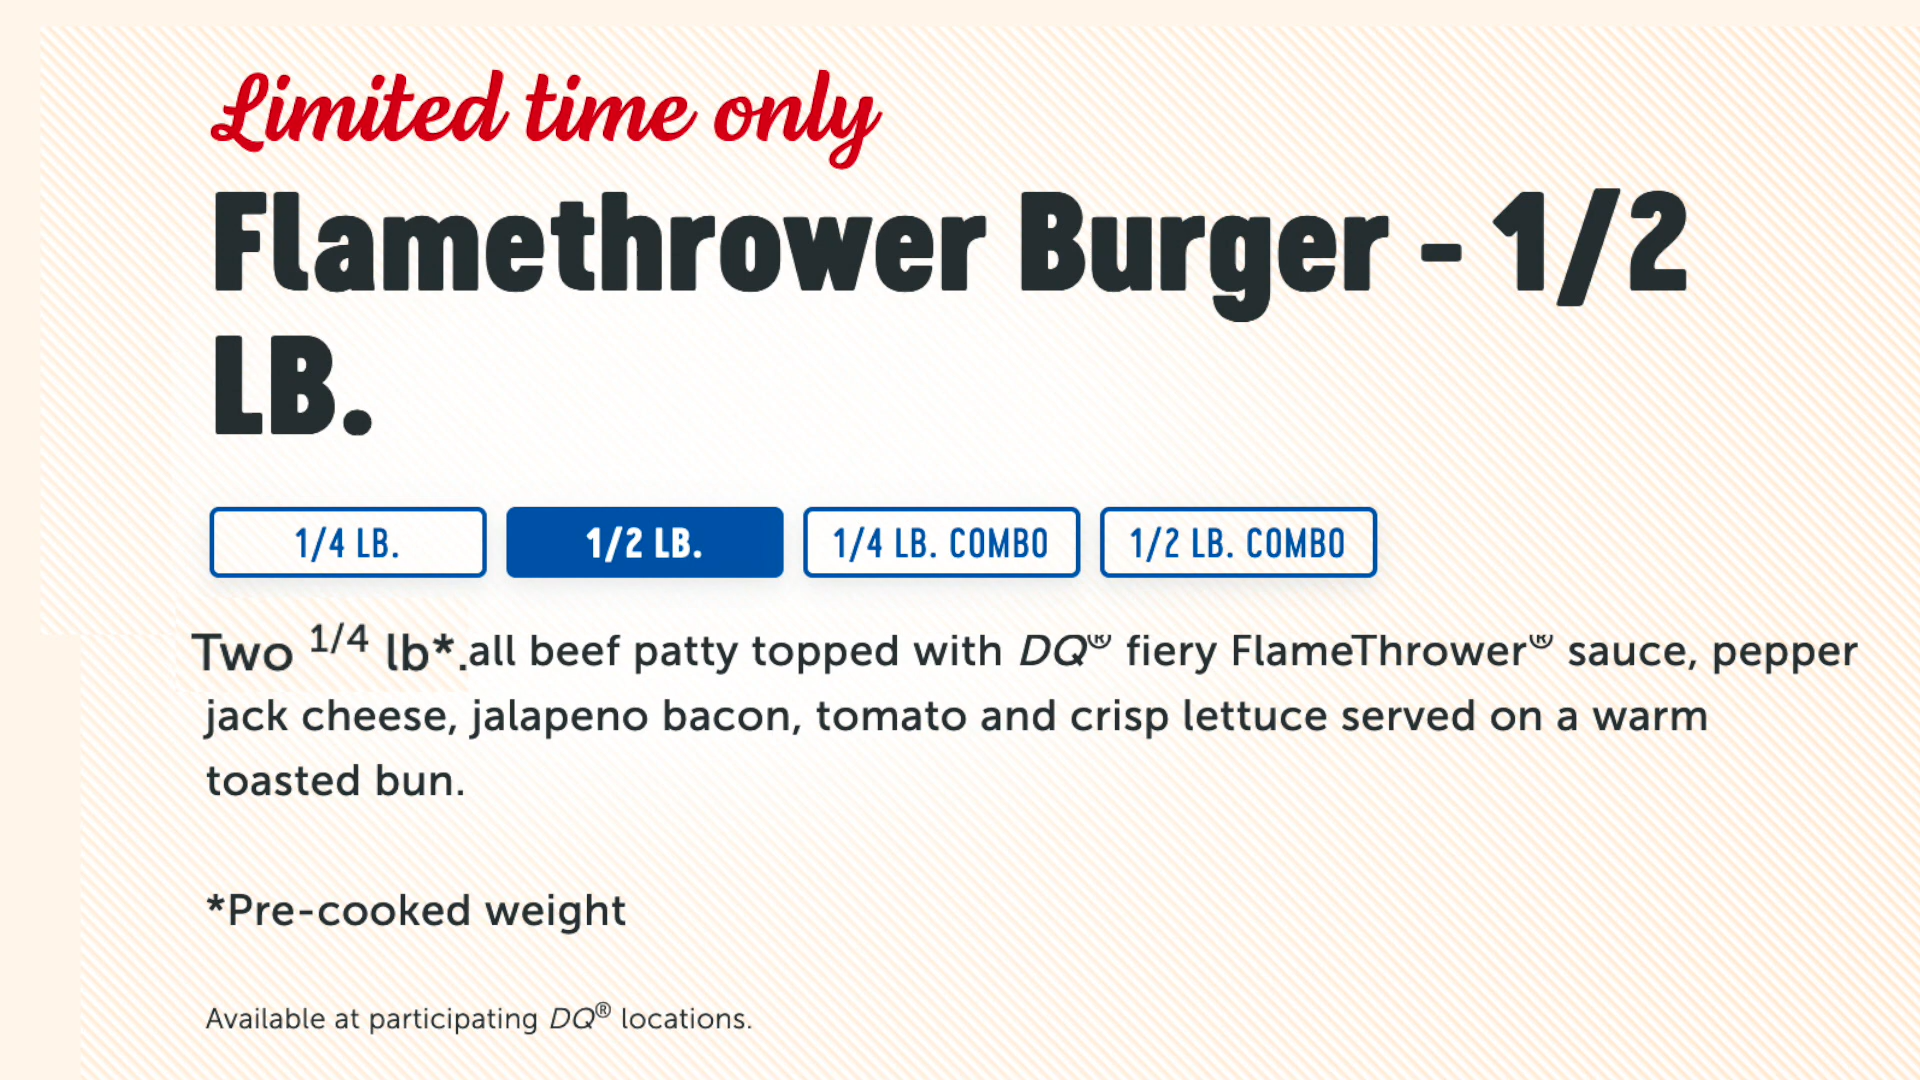 Limited time only
Flamethrower Burger - 1/2
LB.
1/4 LB. 1/2 LB. 1/4 LB. COMBO 1/2 LB. COMBO
Two 1/4 lb*.all beef patty topped with DQ® fiery FlameThrower® sauce, pepper
jack cheese, jalapeno bacon, tomato and crisp lettuce served on a warm
toasted bun.
*Pre-cooked weight
Available at participating DQ® locations.